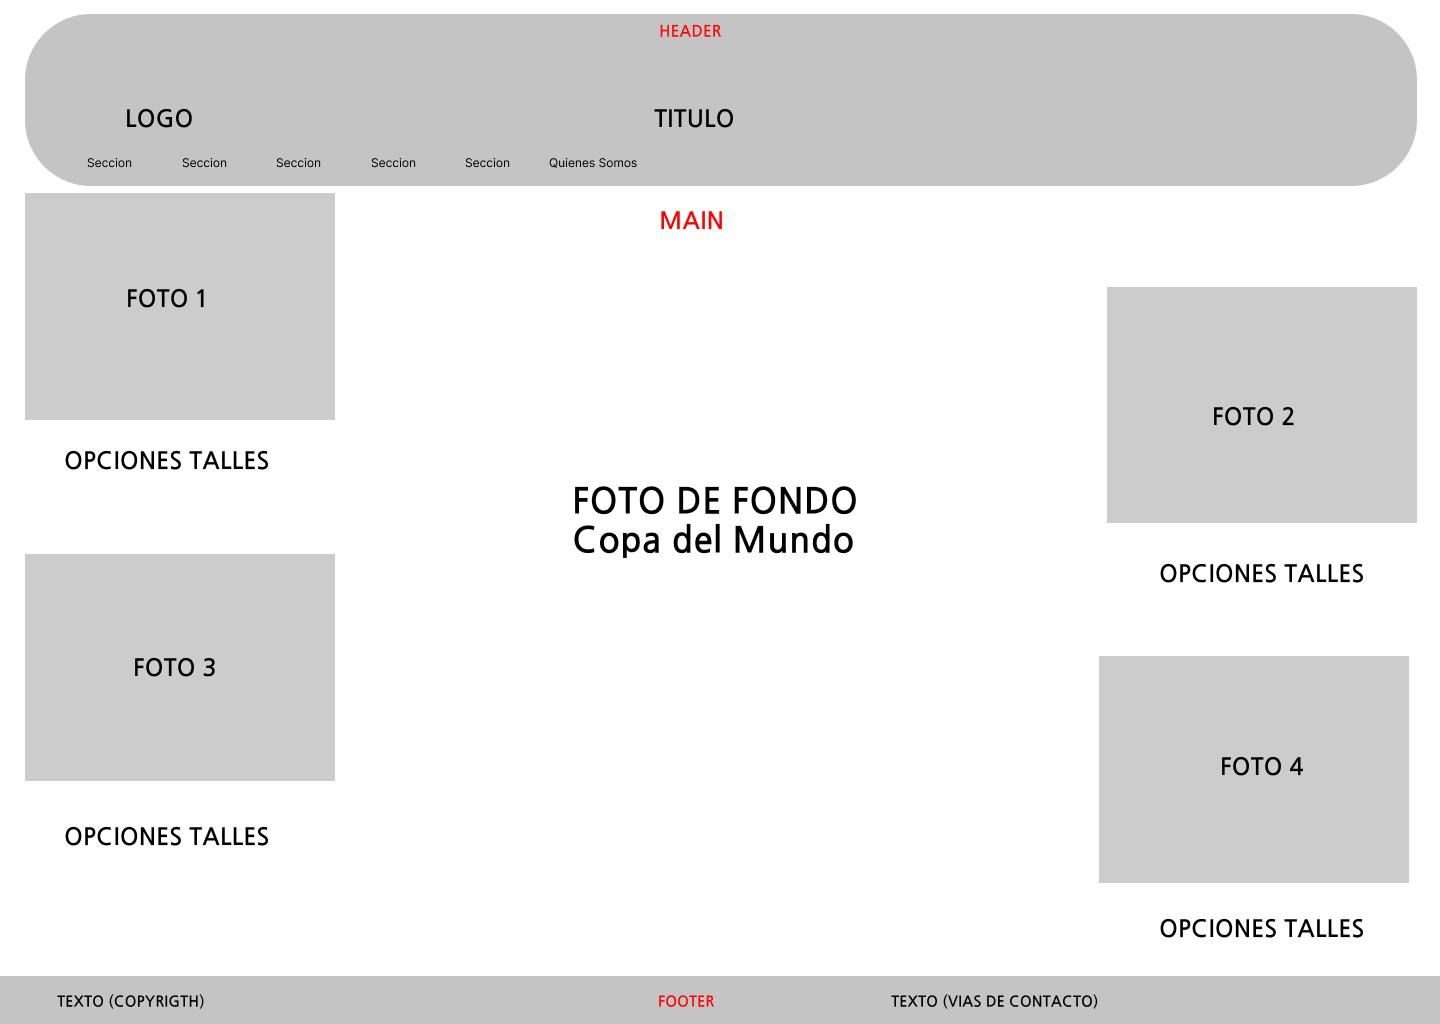 HEADER
LOGO
TITULO
Seccion Seccion Seccion Seccion Seccion Quienes Somos
MAIN
FOTO 1
FOTO 2
OPCIONES TALLES
FOTO DE FONDO
Copa del Mundo
OPCIONES TALLES
FOTO 3
FOTO 4
OPCIONES TALLES
OPCIONES TALLES
TEXTO (COPYRIGTH)
FOOTER
TEXTO (VIAS DE CONTACTO)